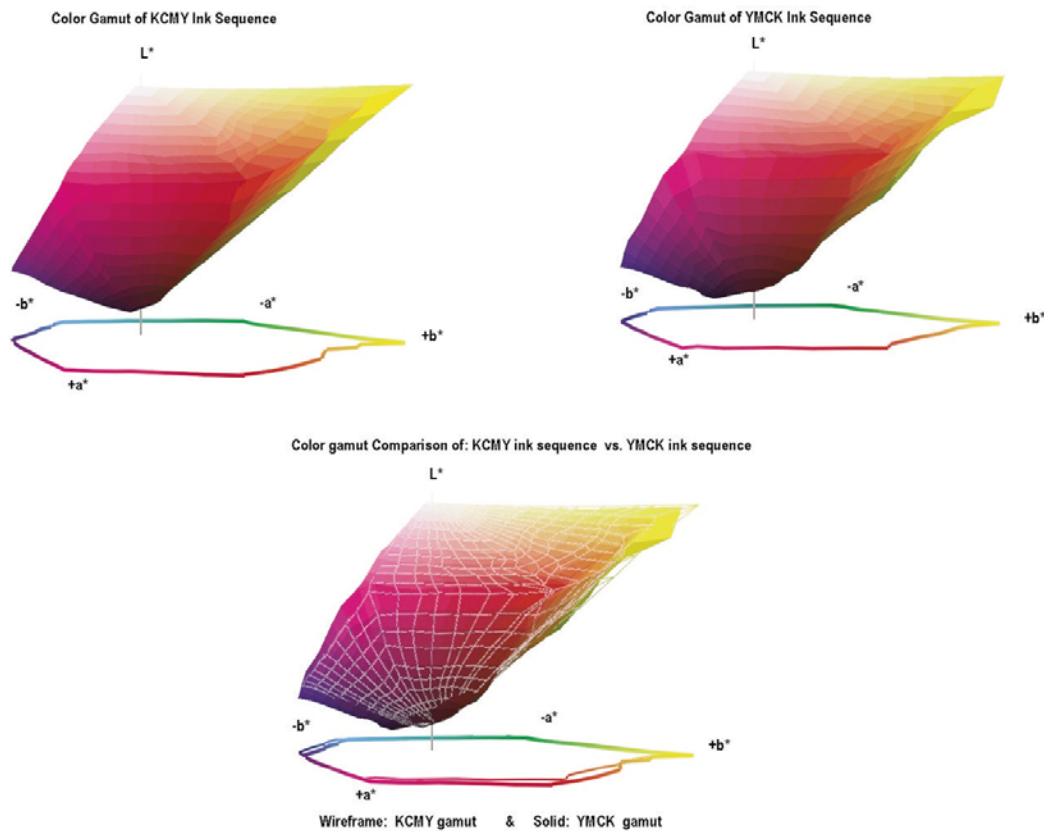 Color Gamut of KCMY Ink Sequence
L*
-b*
-a*
+b*
+a*
Color Gamut of YMCK Ink Sequence
L*
-b*
-a*
+b*
+a*
Color gamut Comparison of: KCMY ink sequence vs. YMCK ink sequence
L*
-b*
-a*
+b*
+a*
Wireframe: KCMY gamut & Solid: YMCK gamut